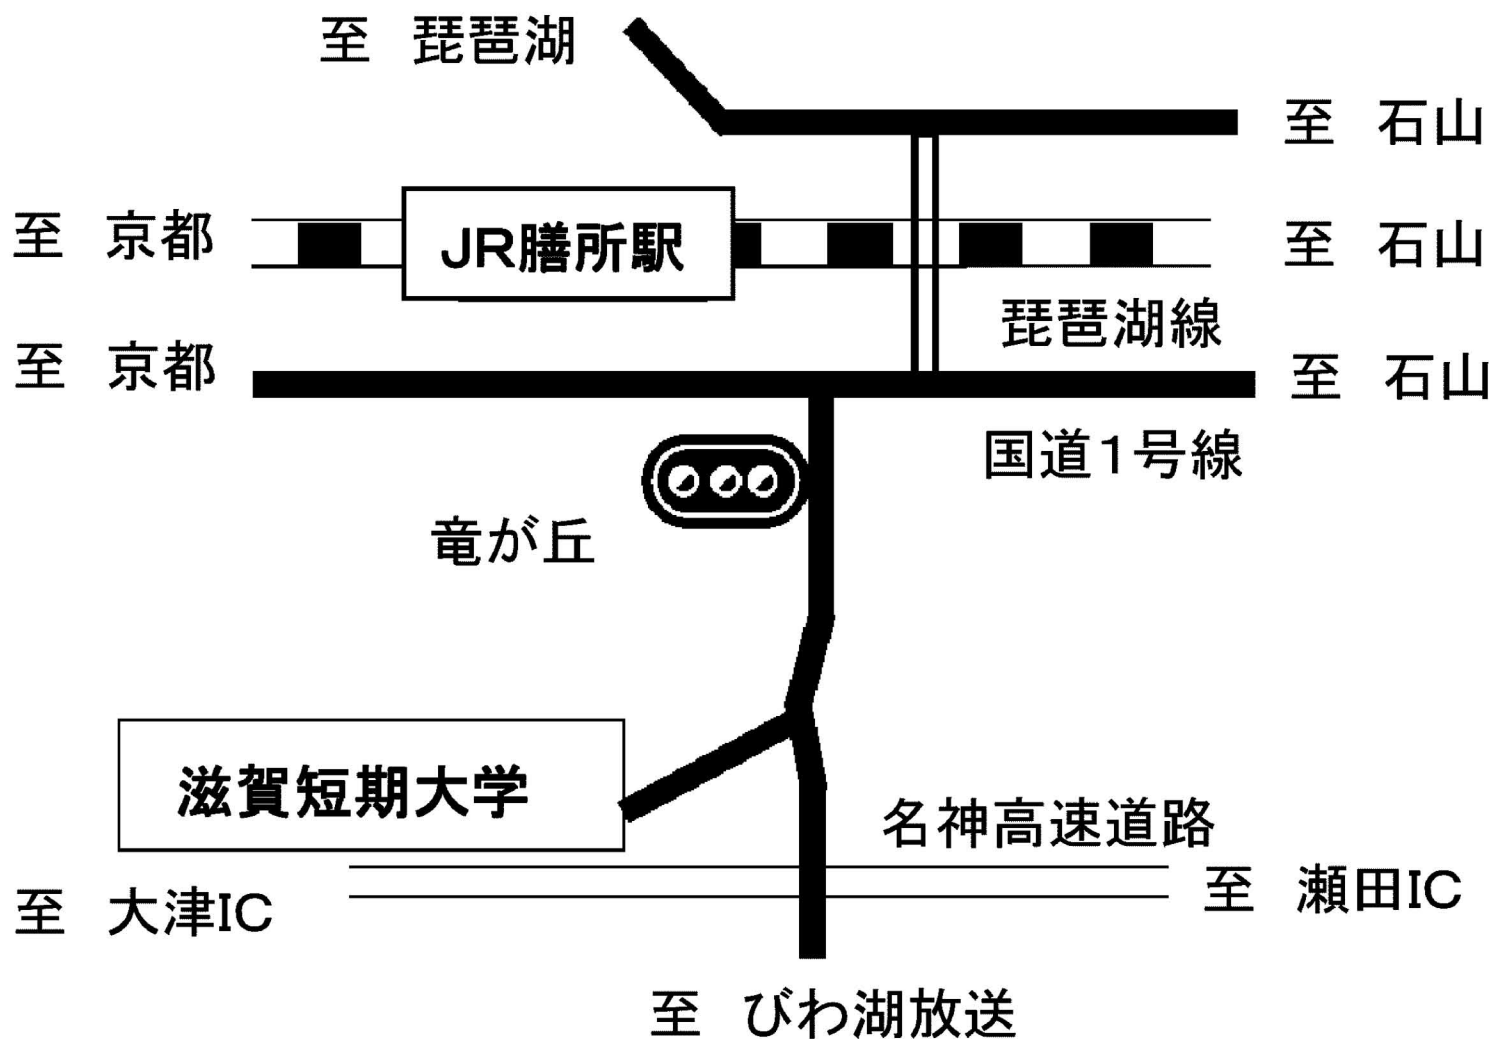 至　琵琶湖
至　石山
至　京都
JR膳所駅
至　石山
琵琶湖線
至　京都
至　石山
国道1号線
竜が丘
滋賀短期大学
名神高速道路
至　大津IC
至　瀬田IC
至　びわ湖放送